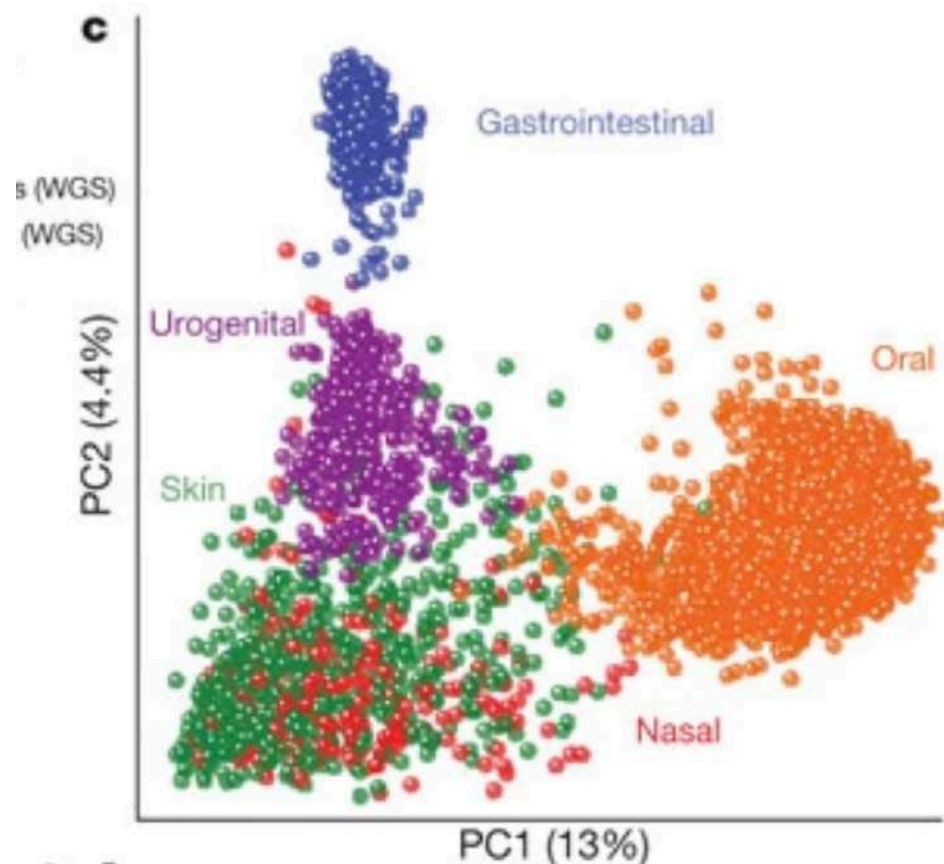 c
Gastrointestinal
s (WGS)
(WGS)
Urogenital
Oral
Skin
Nasal
PC2 (4.4%)
PC1 (13%)